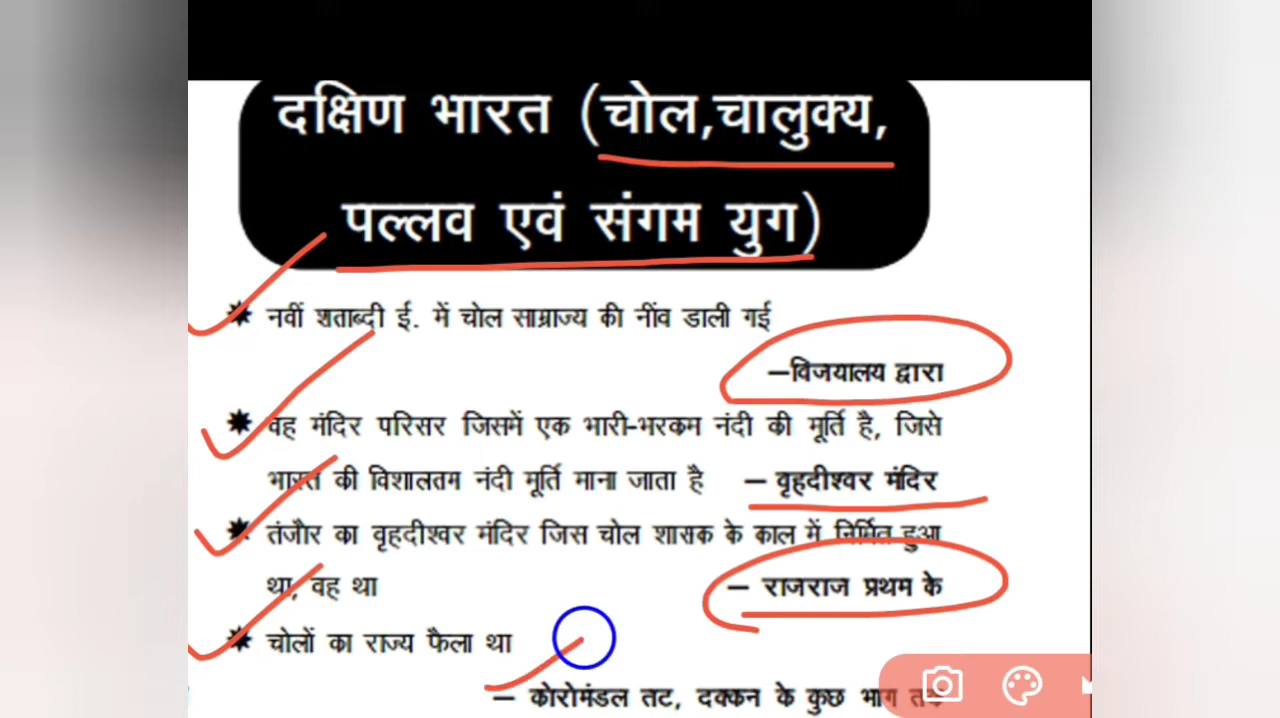 दक्षिण भारत (चोल,चालुक्य,
पल्लव एवं संगम युग)
* नवीं शताब्दी ई. में चोल साम्राज्य की नींव डाली गई
–विजयालय द्वारा
* वह मंदिर परिसर जिसमें एक भारी-भरकम नंदी की मूर्ति है, जिसे
भारत की विशालतम नंदी मूर्ति माना जाता है – वृहदीश्वर मंदिर
* तंजौर का वृहदीश्वर मंदिर जिस चोल शासक के काल में निर्मित हुआ
था, वह था – राजराज प्रथम के
* चोलों का राज्य फैला था
– कोरोमंडल तट, दक्कन के कुछ भाग तक